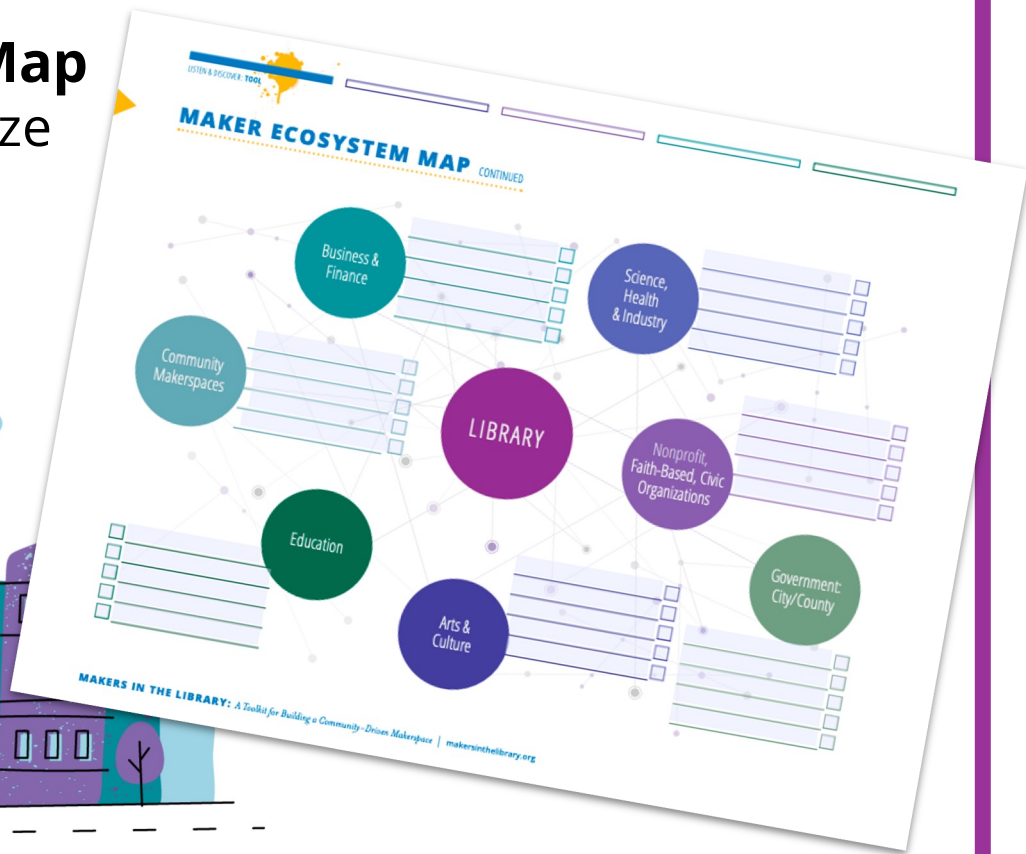 Map
ze
LISTEN & DISCOVER: TOOL
MAKER ECOSYSTEM MAP CONTINUED
Business &
Finance
Science,
Health
& Industry
Community
Makerspaces
LIBRARY
Nonprofit,
Faith-Based, Civic
Organizations
Education
Government:
City/County
Arts &
Culture
MAKERS IN THE LIBRARY: A Toolkit for Building a Community-Driven Makerspace | makersinthelibrary.org